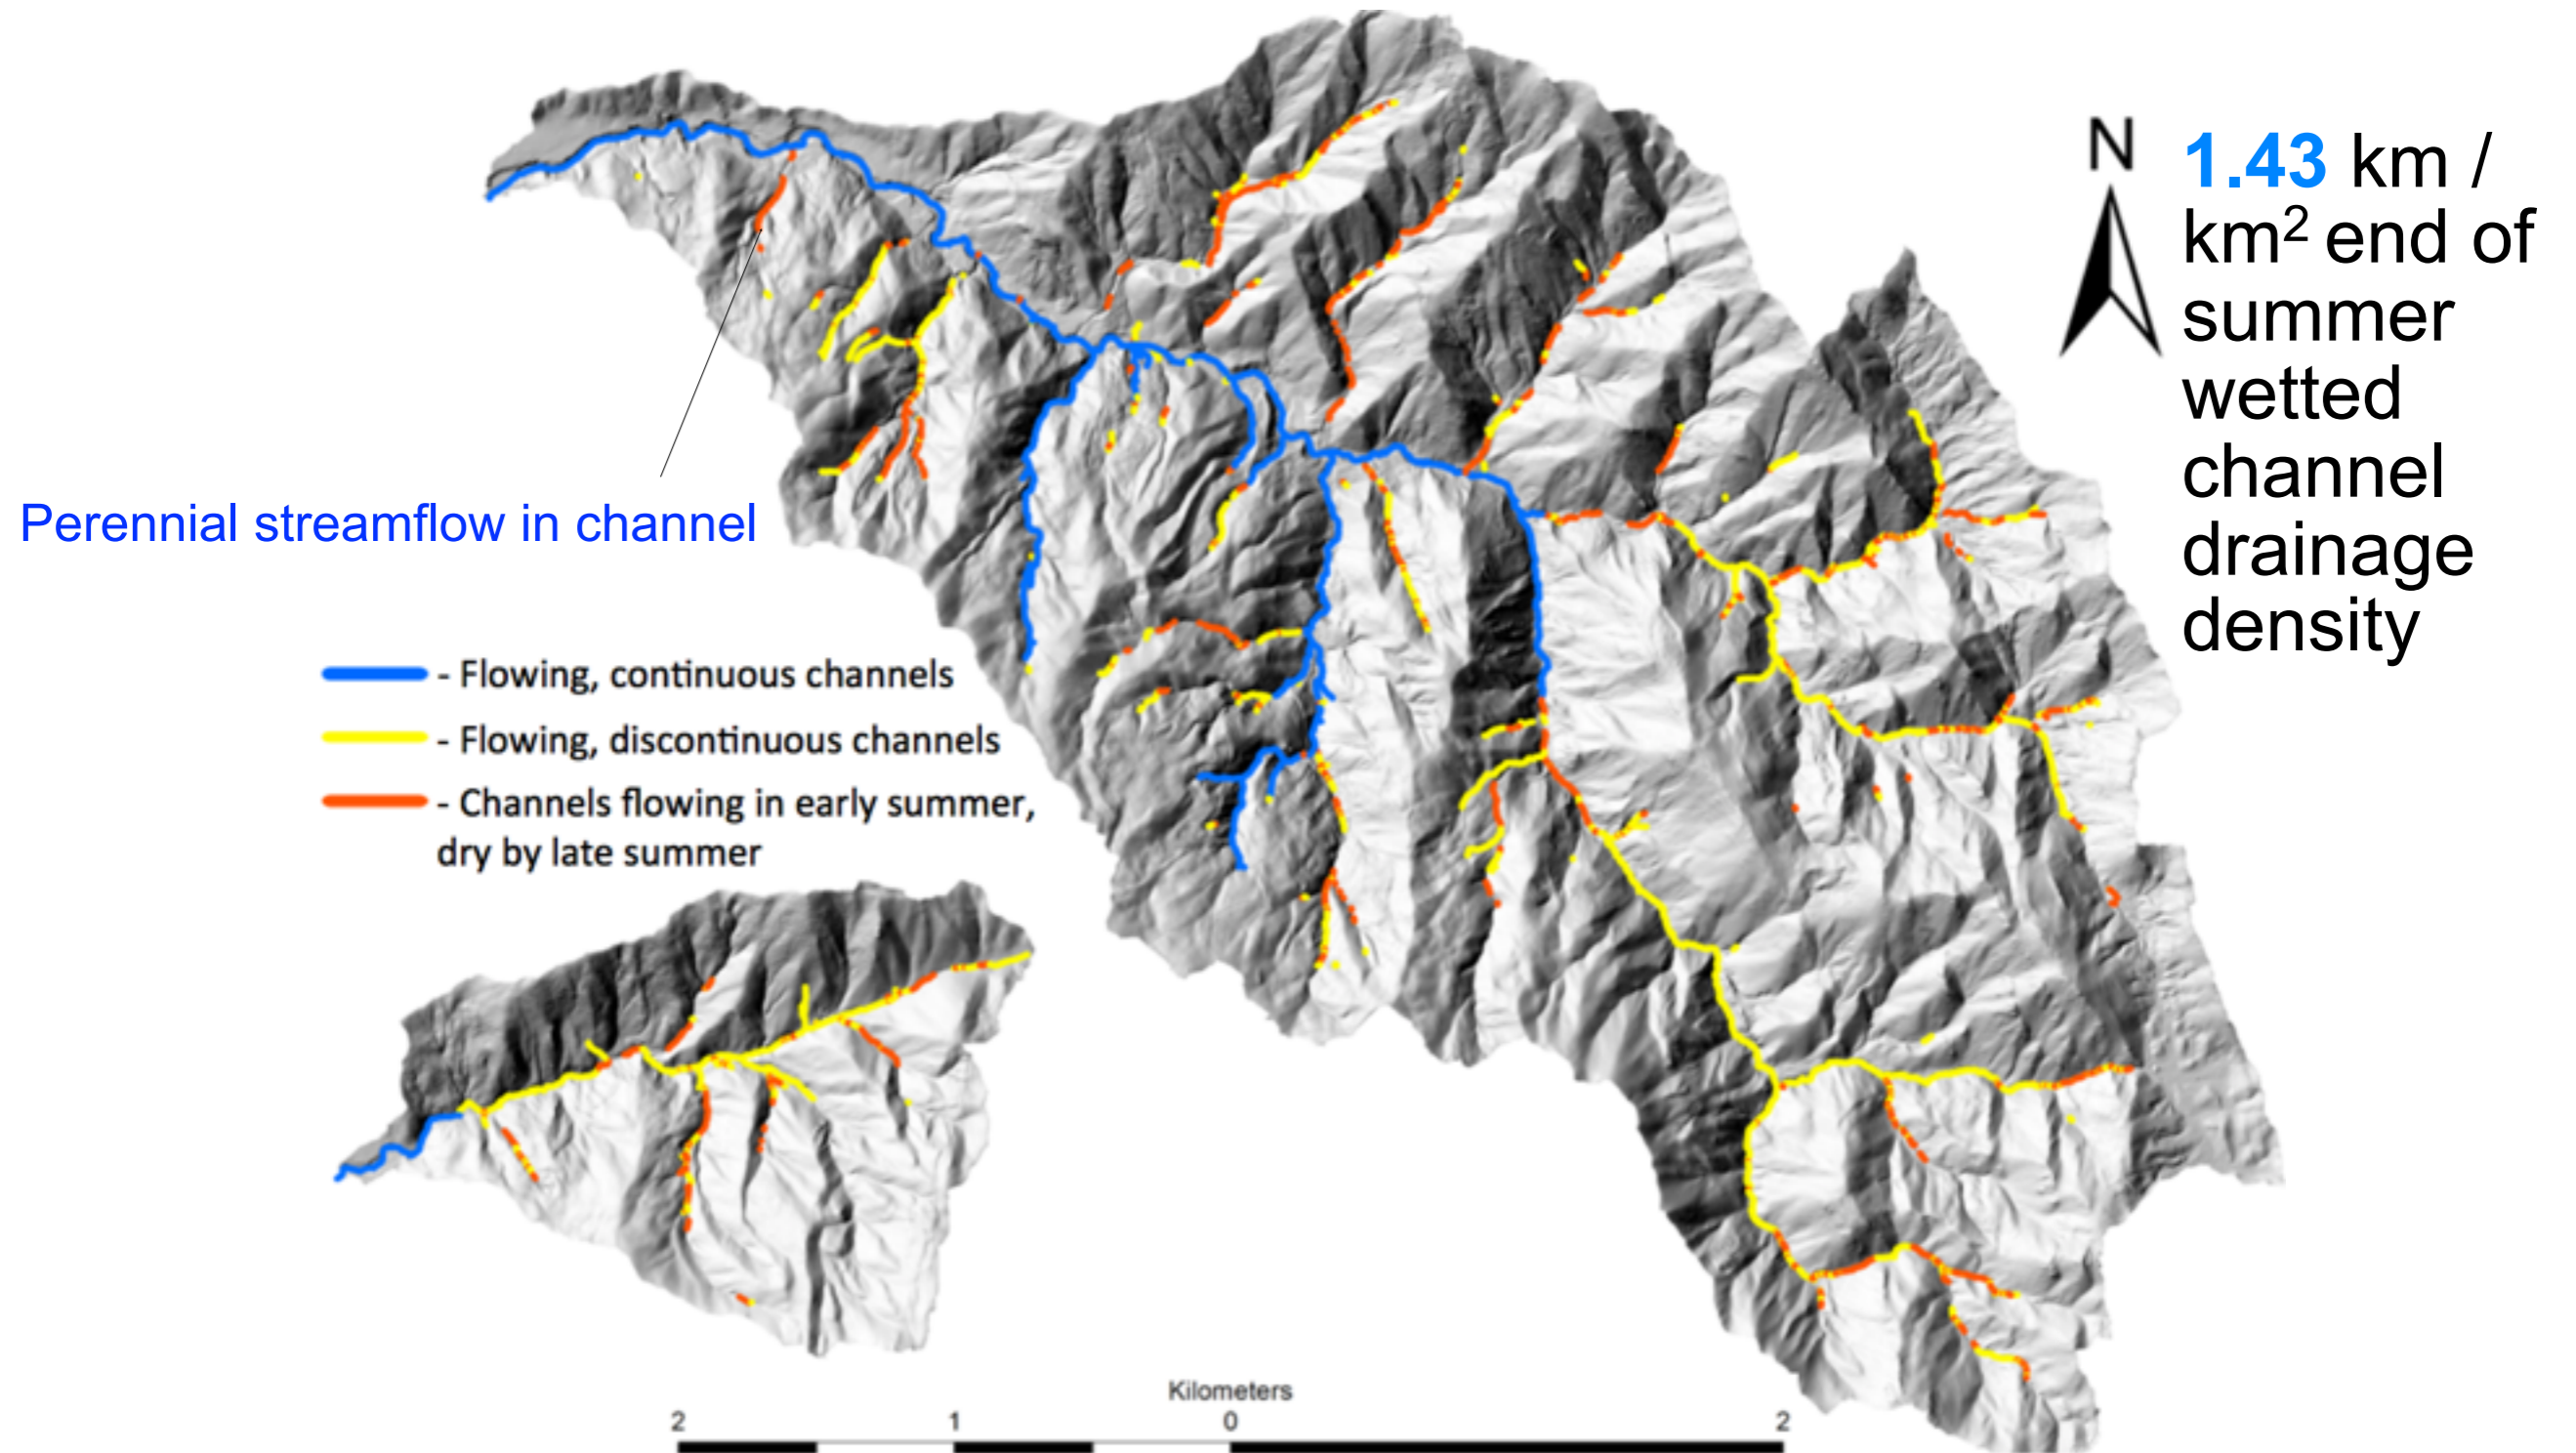 N
1.43 km /
km2 end of
summer
wetted
channel
drainage
density
Perennial streamflow in channel
- Flowing, continuous channels
- Flowing, discontinuous channels
- Channels flowing in early summer,
dry by late summer
Kilometers
2 1 0 2